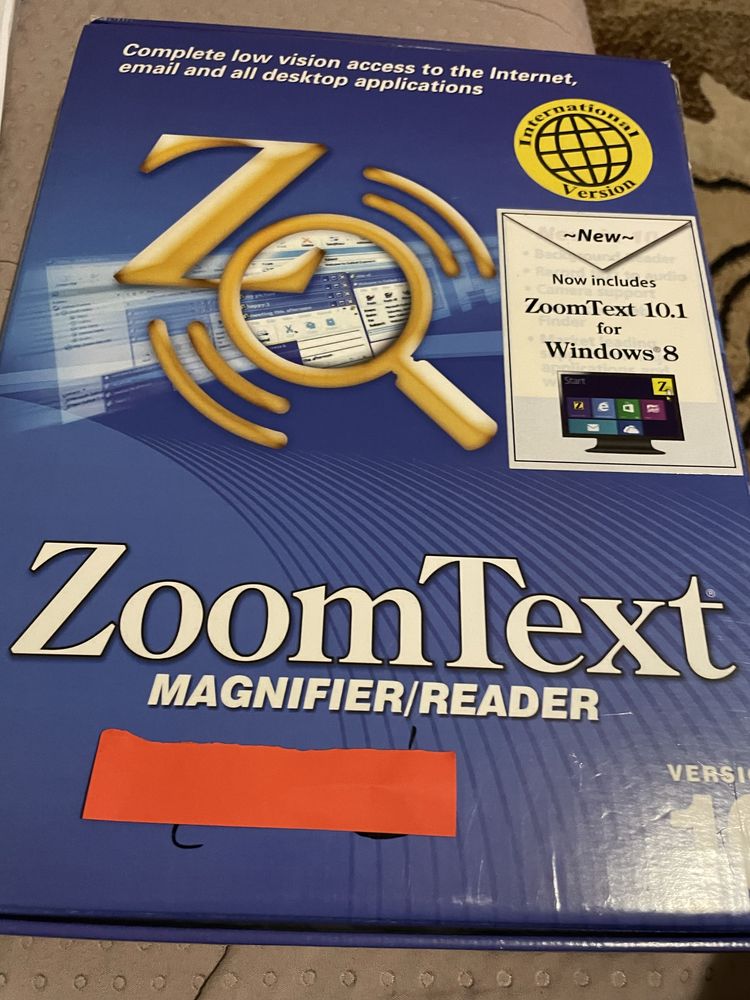 Complete low vision access to the Internet,
email and all desktop applications
International
Version
~New~
Now includes
ZoomText 10.1
for
Windows® 8
Start
Z
ZoomText®
MAGNIFIER/READER
VERSI